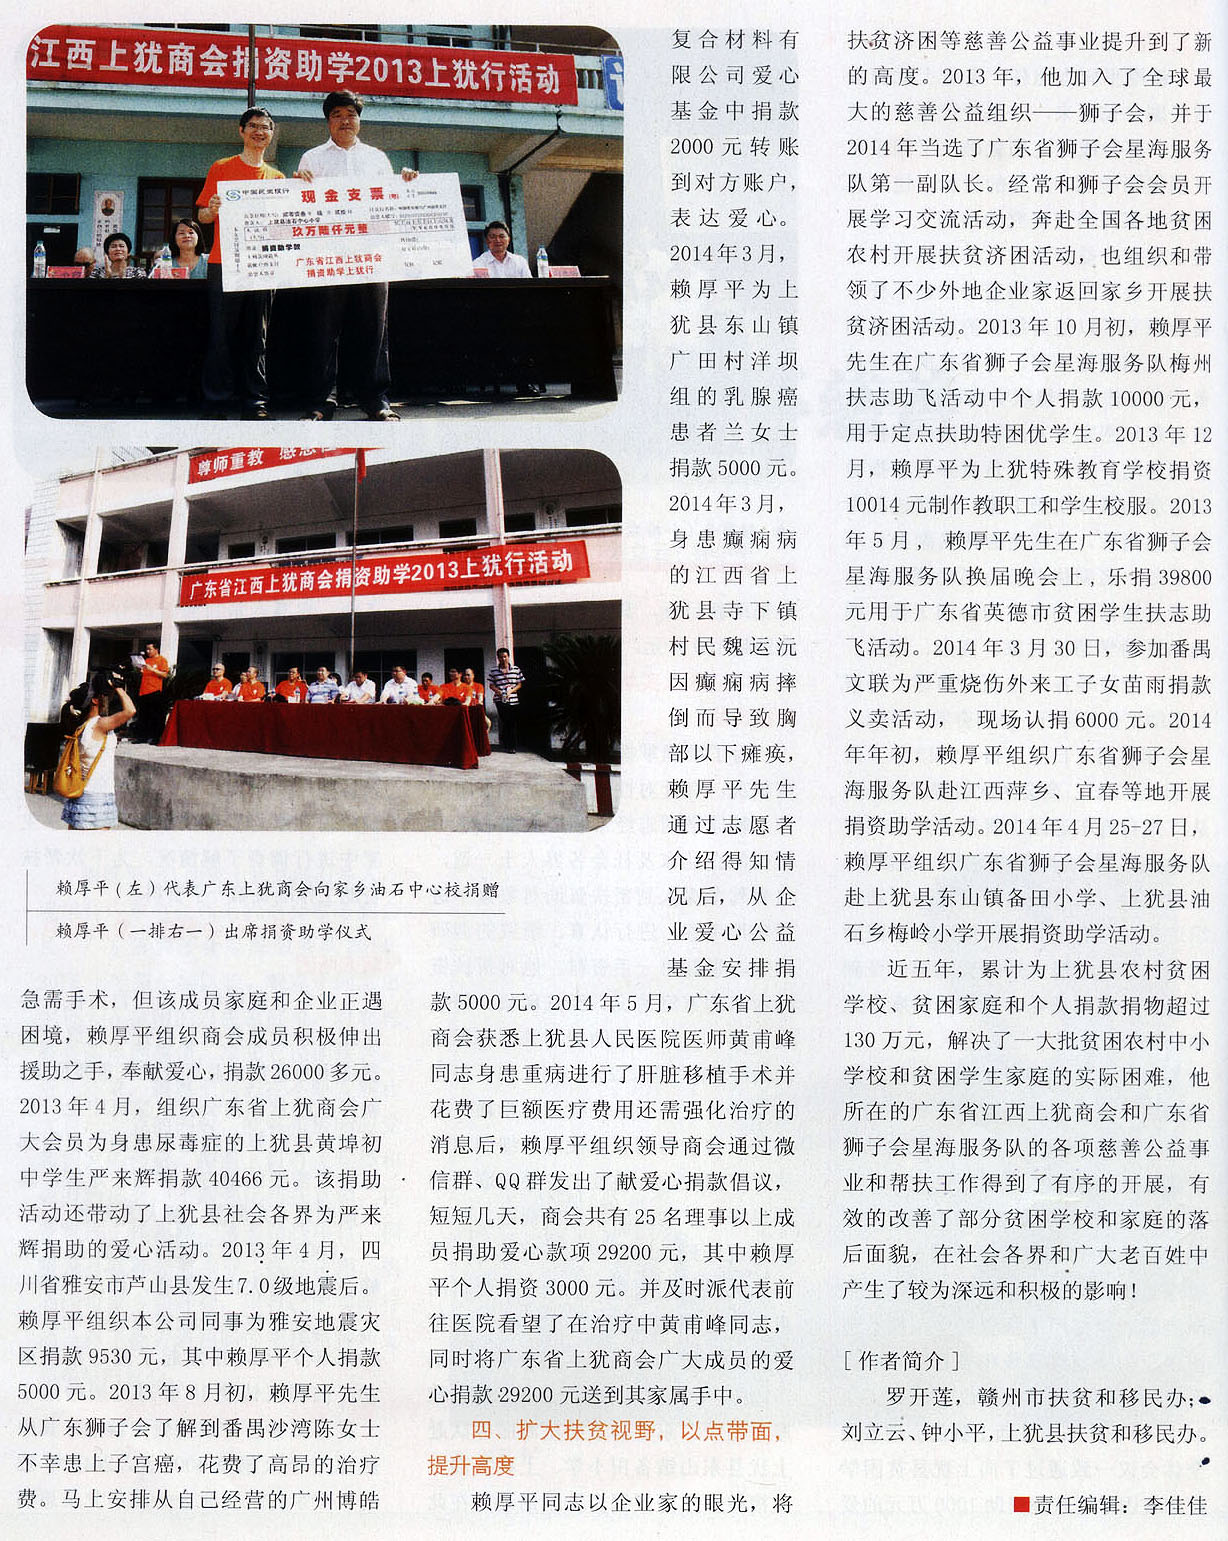 江西上犹商会捐资助学2013上犹行活动
中国民生银行
现金支票
玖万陆仟元整
捐资助学款
广东省江西上犹商会
捐资助学上犹行
尊师重教
广东省江西上犹商会捐资助学2013上犹行活动
赖厚平（左）代表广东上犹商会向家乡油石中心校捐赠
赖厚平（一排右一）出席捐资助学仪式
急需手术，但该成员家庭和企业正遇
困境，赖厚平组织商会成员积极伸出
援助之手，奉献爱心，捐款26000多元。
2013年4月，组织广东省上犹商会广
大会员为身患尿毒症的上犹县黄埠初
中学生严来辉捐款40466元。该捐助
活动还带动了上犹县社会各界为严来
辉捐助的爱心活动。2013年4月，四
川省雅安市芦山县发生7.0级地震后。
赖厚平组织本公司同事为雅安地震灾
区捐款9530元，其中赖厚平个人捐款
5000元。2013年8月初，赖厚平先生
从广东狮子会了解到番禺沙湾陈女士
不幸患上子宫癌，花费了高昂的治疗
费。马上安排从自己经营的广州博皓
复合材料有
限公司爱心
基金中捐款
2000元转账
到对方账户，
表达爱心。
2014年3月，
赖厚平为上
犹县东山镇
广田村洋坝
组的乳腺癌
患者兰女士
捐款5000元。
2014年3月，
身患癫痫病
的江西省上
犹县寺下镇
村民魏运沅
因癫痫病摔
倒而导致胸
部以下瘫痪，
赖厚平先生
通过志愿者
介绍得知情
况后，从企
业爱心公益
基金安排捐
款5000元。2014年5月，广东省上犹
商会获悉上犹县人民医院医师黄甫峰
同志身患重病进行了肝脏移植手术并
花费了巨额医疗费用还需强化治疗的
消息后，赖厚平组织领导商会通过微
信群、QQ群发出了献爱心捐款倡议，
短短几天，商会共有25名理事以上成
员捐助爱心款项29200元，其中赖厚
平个人捐资3000元。并及时派代表前
往医院看望了在治疗中黄甫峰同志，
同时将广东省上犹商会广大成员的爱
心捐款29200元送到其家属手中。
四、扩大扶贫视野，以点带面，
提升高度
赖厚平同志以企业家的眼光，将
扶贫济困等慈善公益事业提升到了新
的高度。2013年，他加入了全球最
大的慈善公益组织——狮子会，并于
2014年当选了广东省狮子会星海服务
队第一副队长。经常和狮子会会员开
展学习交流活动，奔赴全国各地贫困
农村开展扶贫济困活动，也组织和带
领了不少外地企业家返回家乡开展扶
贫济困活动。2013年10月初，赖厚平
先生在广东省狮子会星海服务队梅州
扶志助飞活动中个人捐款10000元，
用于定点扶助特困优学生。2013年12
月，赖厚平为上犹特殊教育学校捐资
10014元制作教职工和学生校服。2013
年5月，赖厚平先生在广东省狮子会
星海服务队换届晚会上，乐捐39800
元用于广东省英德市贫困学生扶志助
飞活动。2014年3月30日，参加番禺
文联为严重烧伤外来工子女苗雨捐款
义卖活动，现场认捐6000元。2014
年年初，赖厚平组织广东省狮子会星
海服务队赴江西萍乡、宜春等地开展
捐资助学活动。2014年4月25-27日，
赖厚平组织广东省狮子会星海服务队
赴上犹县东山镇备田小学、上犹县油
石乡梅岭小学开展捐资助学活动。
近五年，累计为上犹县农村贫困
学校、贫困家庭和个人捐款捐物超过
130万元，解决了一大批贫困农村中小
学校和贫困学生家庭的实际困难，他
所在的广东省江西上犹商会和广东省
狮子会星海服务队的各项慈善公益事
业和帮扶工作得到了有序的开展，有
效的改善了部分贫困学校和家庭的落
后面貌，在社会各界和广大老百姓中
产生了较为深远和积极的影响！
［作者简介］
罗开莲，赣州市扶贫和移民办；
刘立云、钟小平，上犹县扶贫和移民办。
■责任编辑：李佳佳